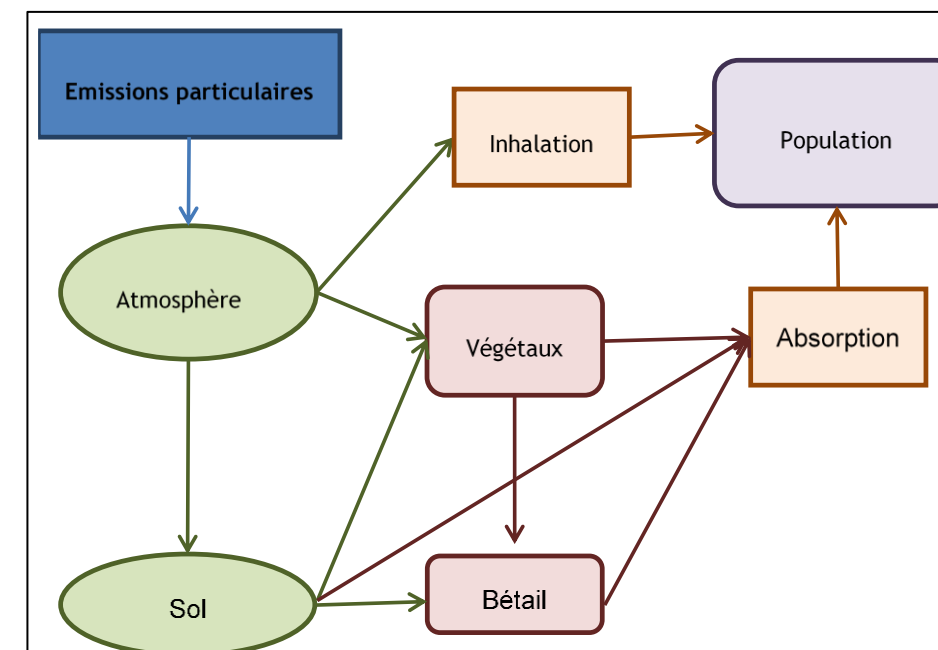 Emissions particulaires
Inhalation
Population
Atmosphère
Végétaux
Absorption
Sol
Bétail